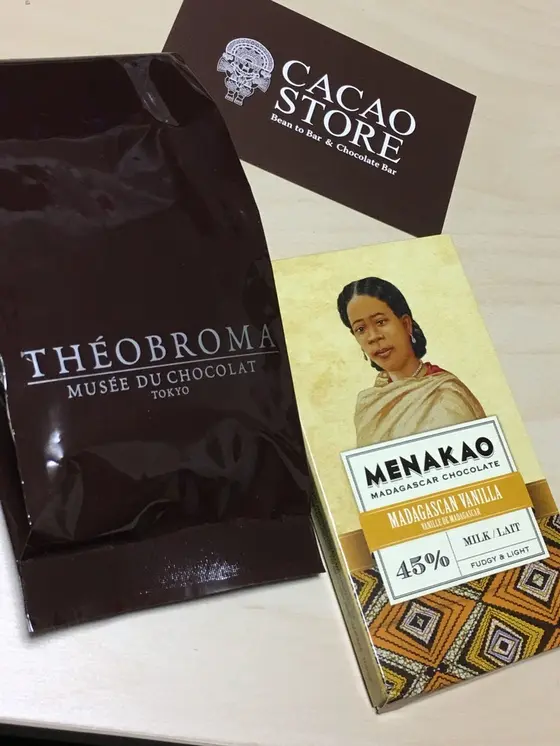 CACAO
STORE
Bean to Bar & Chocolate Bar
THÉOBROMA
MUSÉE DU CHOCOLAT
TOKYO
MENAKAO
MADAGASCAR CHOCOLATE
MADAGASCAN VANILLA
VANILLE DE MADAGASCAR
45%
MILK / LAIT
FUDGY & LIGHT